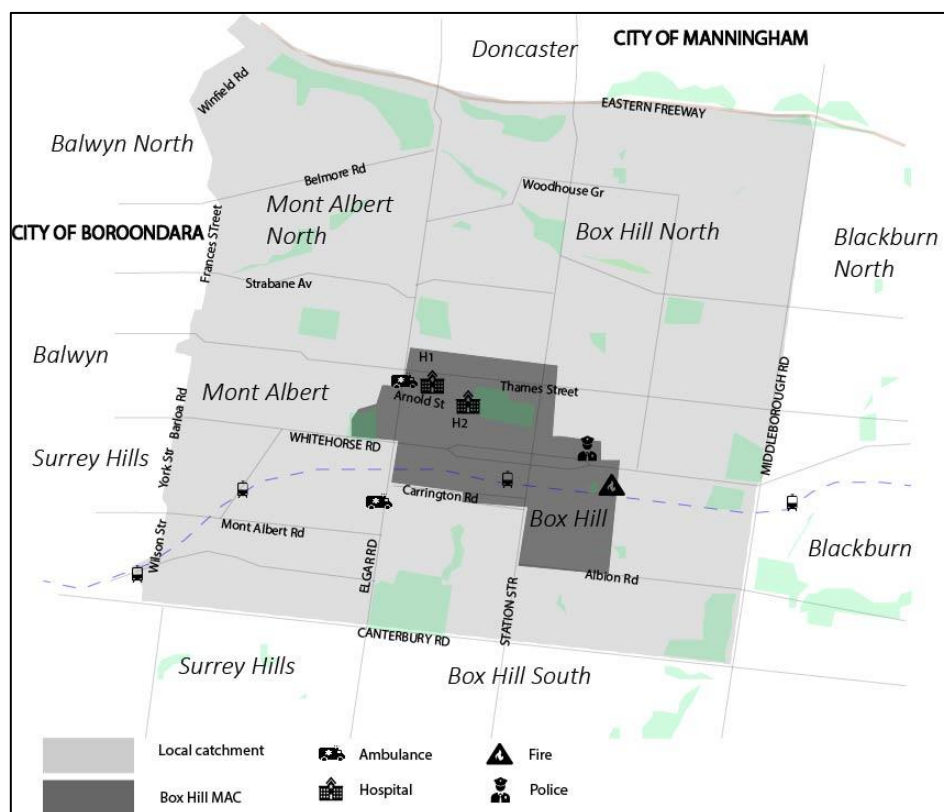 Doncaster
CITY OF MANNINGHAM
Winfield Rd
EASTERN FREEWAY
Balwyn North
Belmore Rd
Woodhouse Gr
Mont Albert
North
Box Hill North
CITY OF BOROONDARA
Frances STreet
Blackburn
North
Strabane Av
Balwyn
H1
Mont Albert
Arnold St
Thames Street
H2
Barloa Rd
MIDDLEBOROUGH RD
WHITEHORSE RD
Surrey Hills
York Str
Carrington Rd
Box Hill
Mont Albert Rd
Wilson Str
Blackburn
ELGAR RD
Albion Rd
STATION STR
CANTERBURY RD
Surrey Hills
Box Hill South
Local catchment
Ambulance
Fire
Box Hill MAC
Hospital
Police